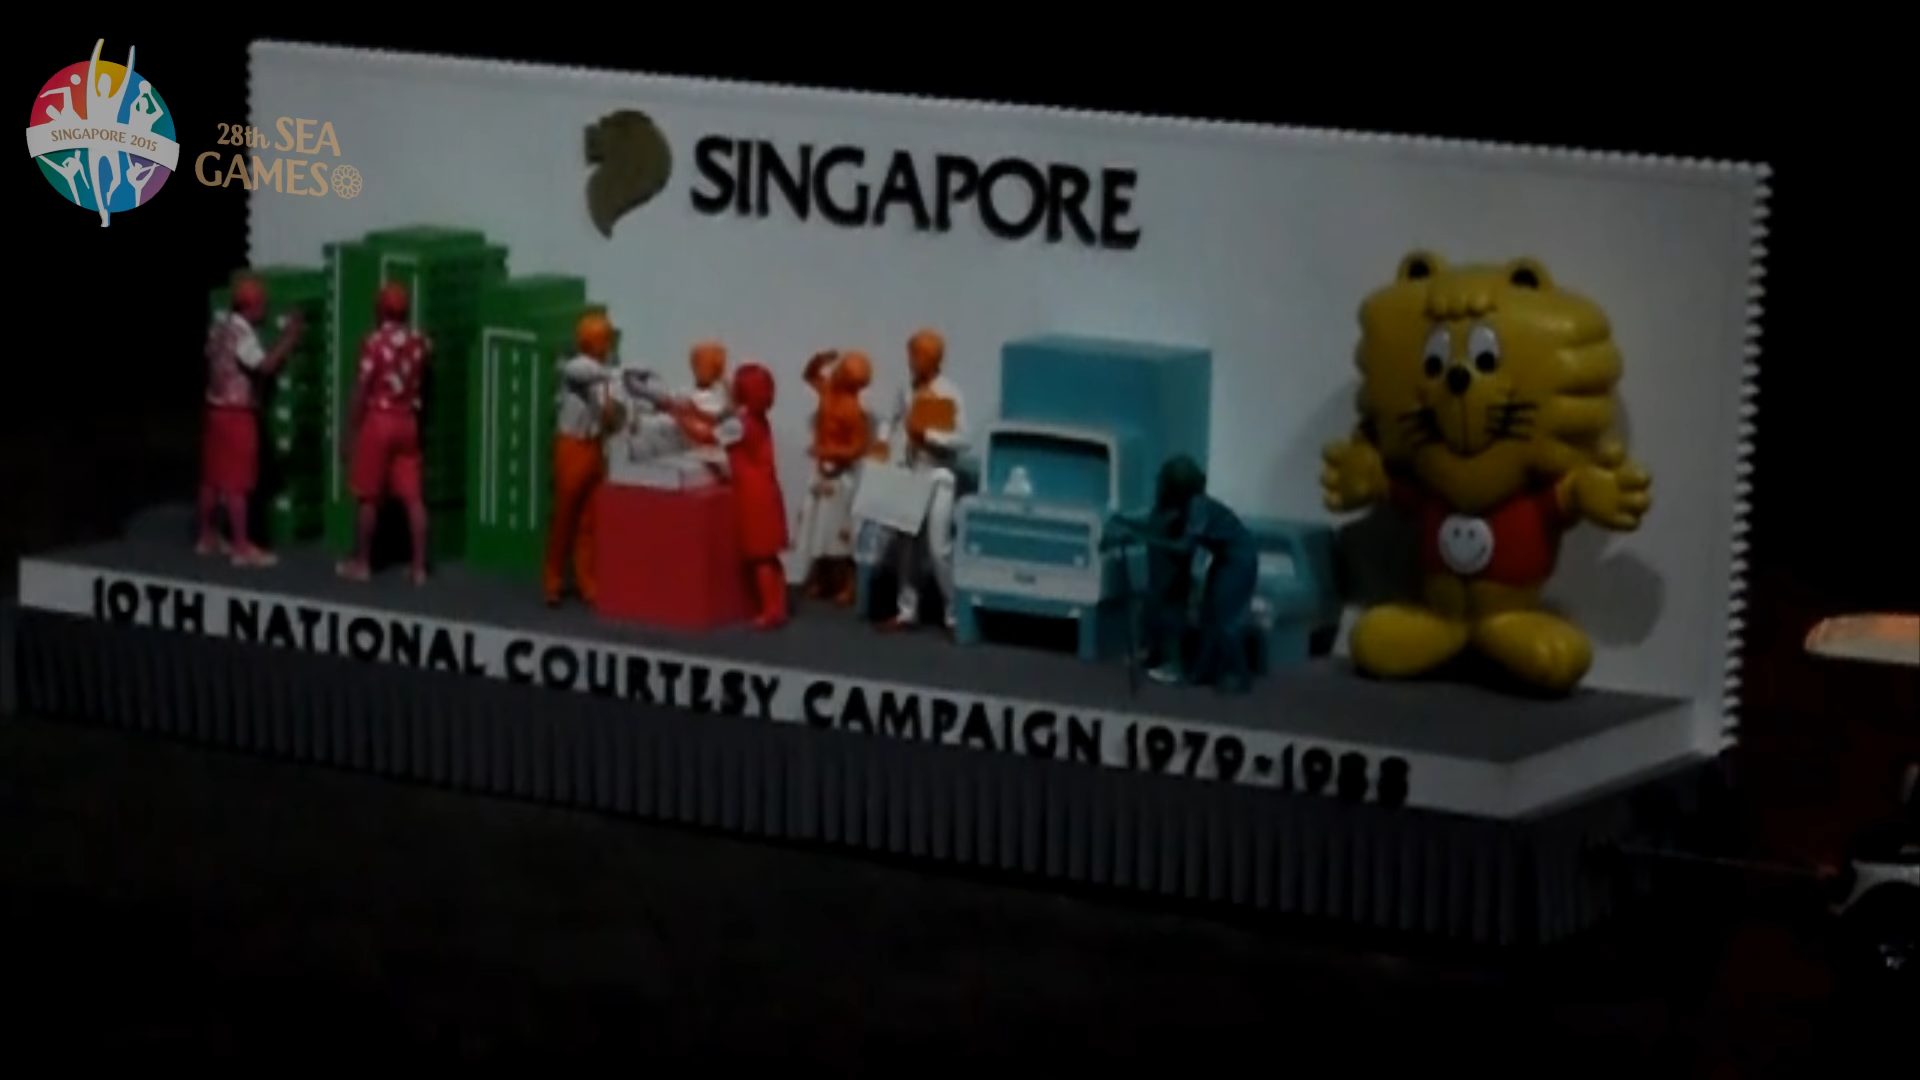 SINGAPORE 2015
28th SEA
GAMES
SINGAPORE
10TH NATIONAL COURTESY CAMPAIGN 1979-1988